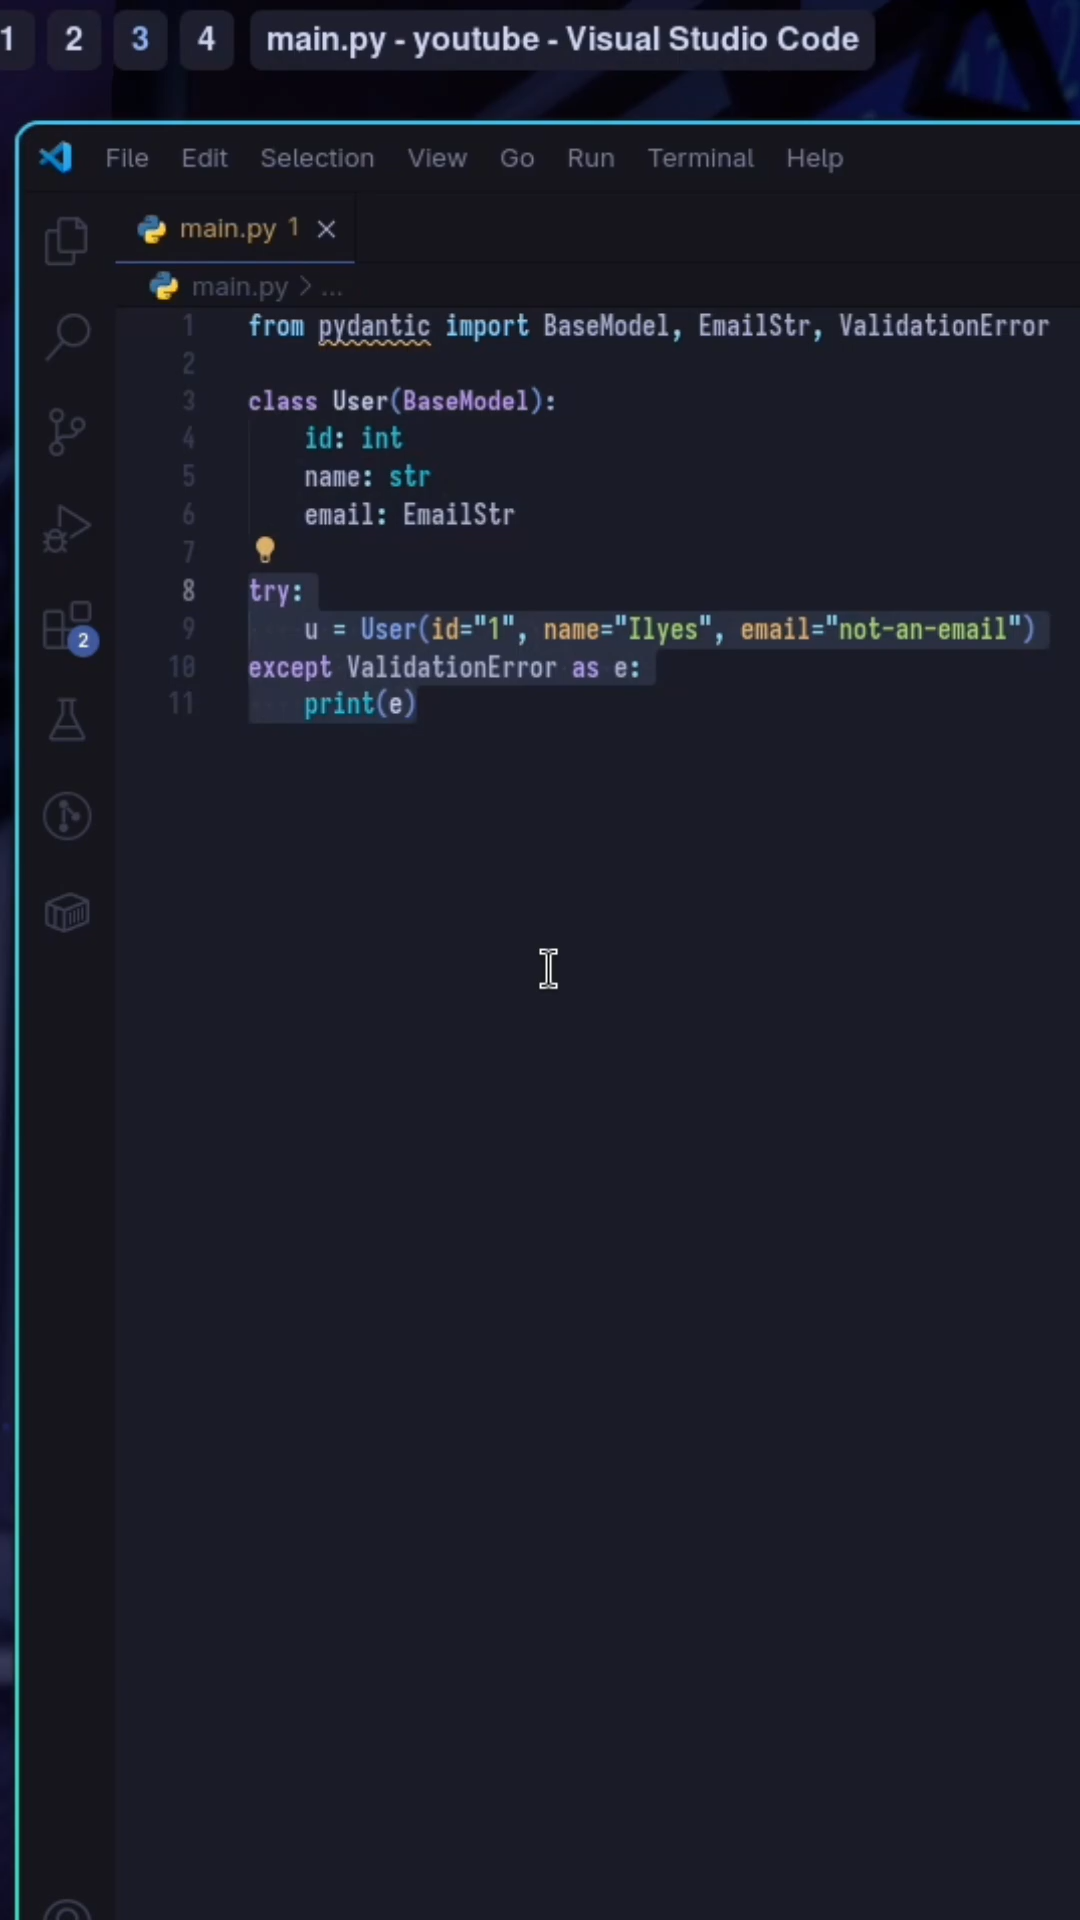 1 2 3 4 main.py - youtube - Visual Studio Code
File Edit Selection View Go Run Terminal Help
main.py 1
main.py > ...
1 from pydantic import BaseModel, EmailStr, ValidationError
2
3 class User(BaseModel):
4     id: int
5     name: str
6     email: EmailStr
7
8 try:
9     u = User(id="1", name="Ilyes", email="not-an-email")
10 except ValidationError as e:
11     print(e)
2